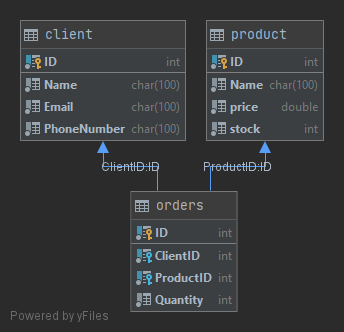 client
ID int
Name char(100)
Email char(100)
PhoneNumber char(100)
product
ID int
Name char(100)
price double
stock int
ClientID:ID
ProductID:ID
orders
ID int
ClientID int
ProductID int
Quantity int
Powered by yFiles